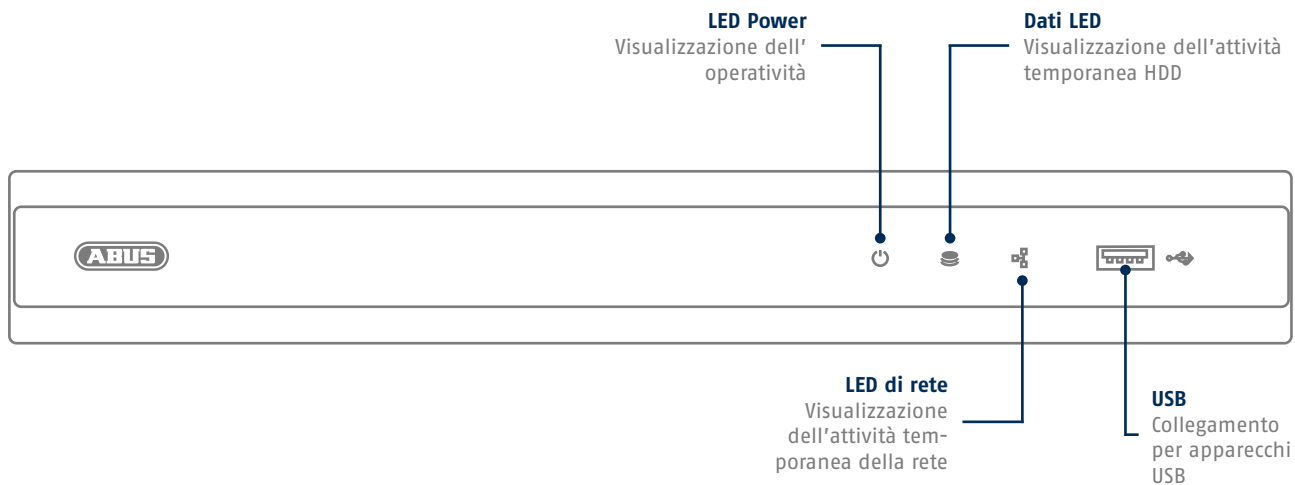 LED Power
Visualizzazione dell'
operatività
Dati LED
Visualizzazione dell'attività
temporanea HDD
ABUS
LED di rete
Visualizzazione
dell'attività tem-
poranea della rete
USB
Collegamento
per apparecchi
USB